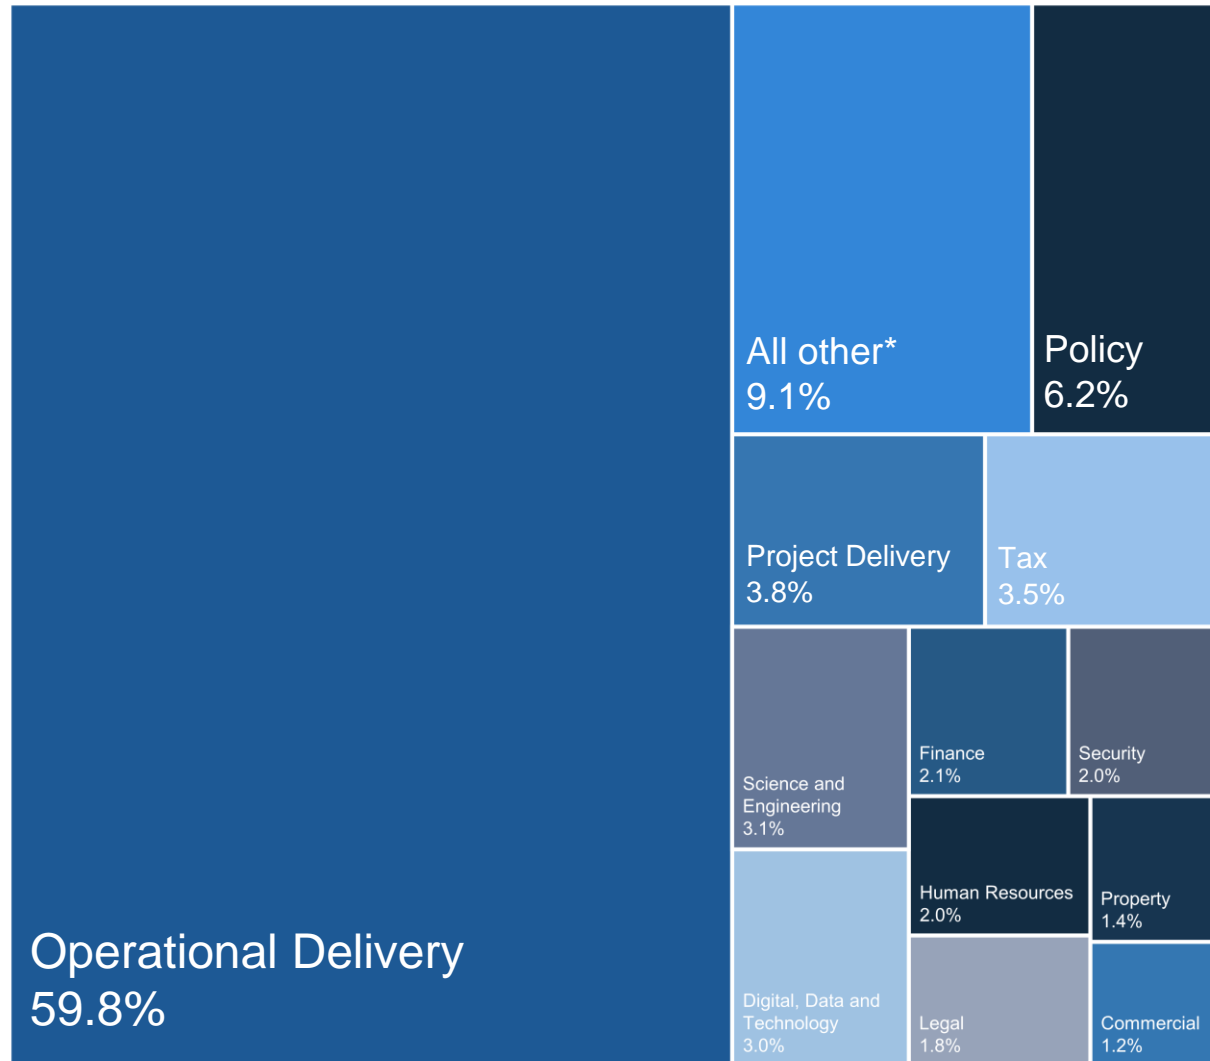 Operational Delivery
59.8%
All other*
9.1%
Policy
6.2%
Project Delivery
3.8%
Tax
3.5%
Science and
Engineering
3.1%
Digital, Data and
Technology
3.0%
Finance
2.1%
Security
2.0%
Human Resources
2.0%
Property
1.4%
Legal
1.8%
Commercial
1.2%